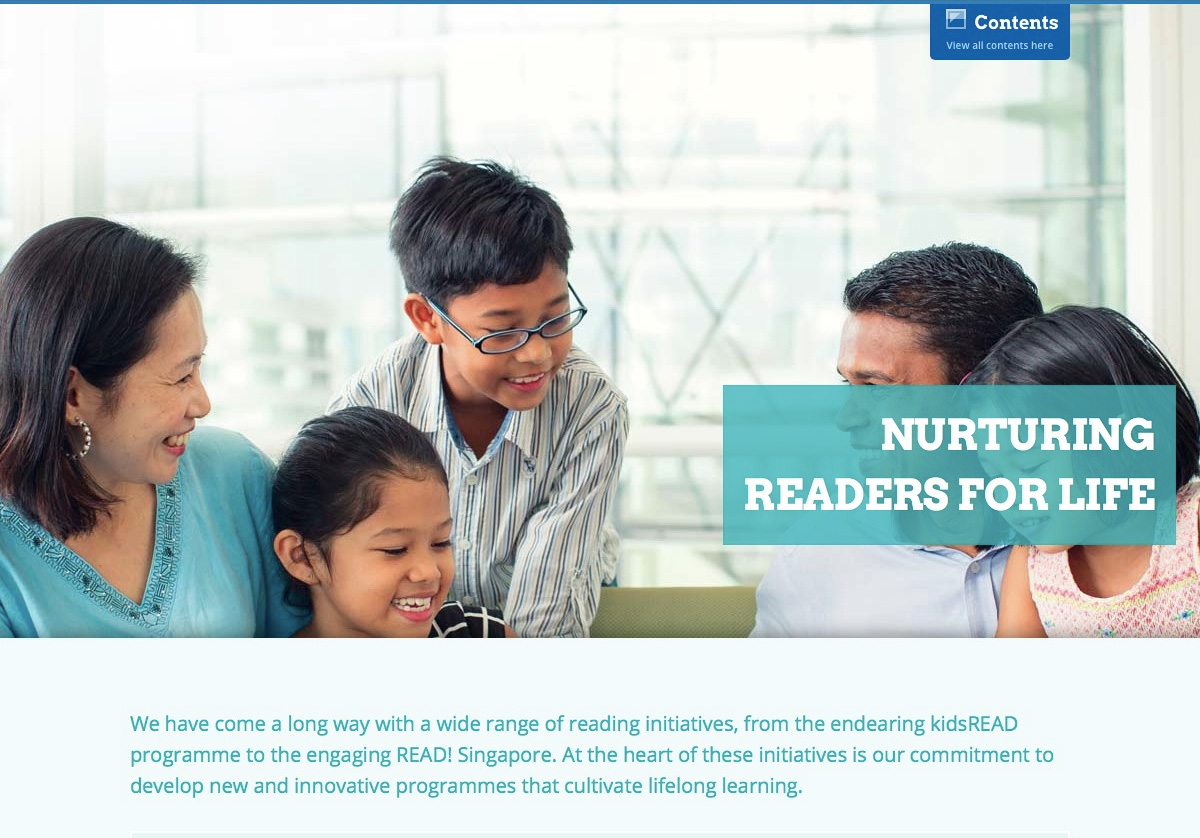 Contents
View all contents here
NURTURING
READERS FOR LIFE
We have come a long way with a wide range of reading initiatives, from the endearing kidsREAD
programme to the engaging READ! Singapore. At the heart of these initiatives is our commitment to
develop new and innovative programmes that cultivate lifelong learning.